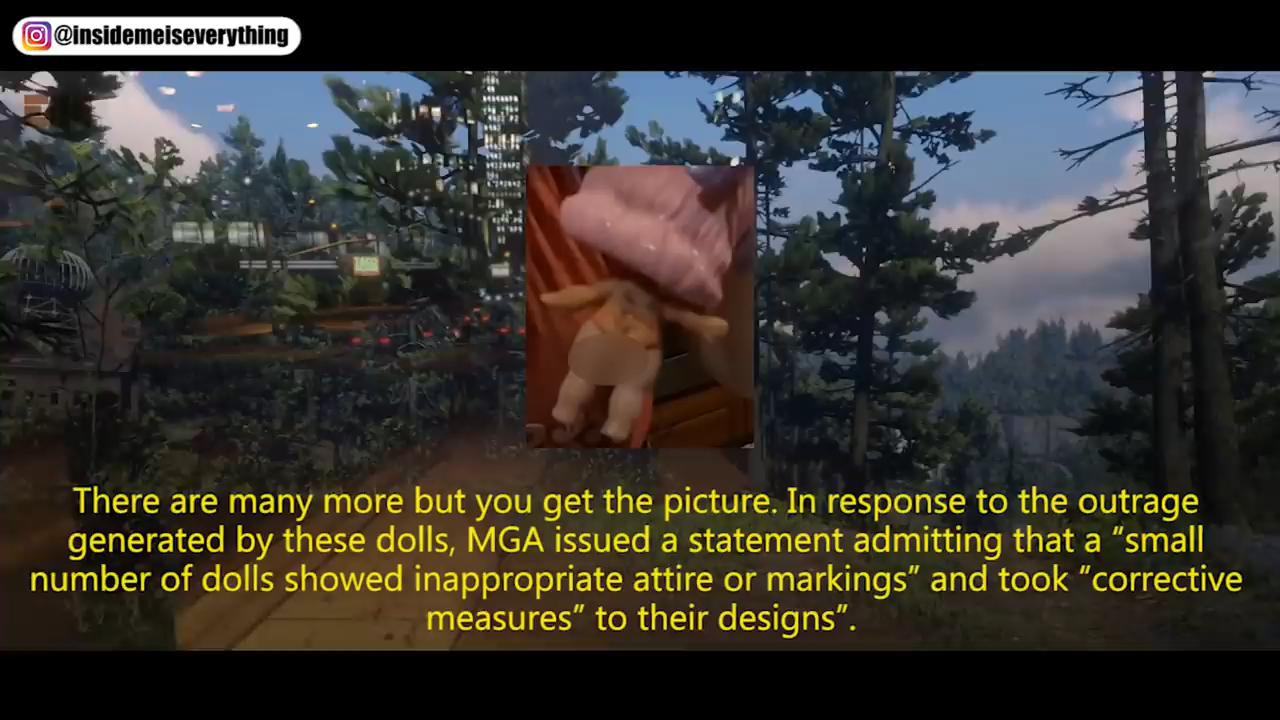 @insidemeiseverything
TACO
There are many more but you get the picture. In response to the outrage
generated by these dolls, MGA issued a statement admitting that a “small
number of dolls showed inappropriate attire or markings” and took “corrective
measures” to their designs”.